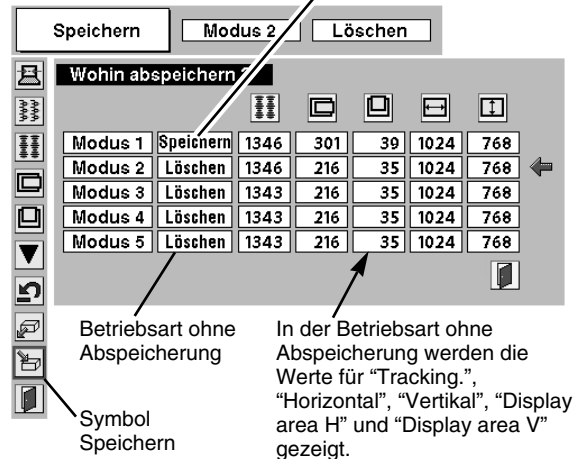 Speichern Modus 2 Löschen
Wohin abspeichern ?
Modus 1 Speichern 1346 301 39 1024 768
Modus 2 Löschen 1346 216 35 1024 768
Modus 3 Löschen 1343 216 35 1024 768
Modus 4 Löschen 1343 216 35 1024 768
Modus 5 Löschen 1343 216 35 1024 768
Betriebsart ohne
Abspeicherung
In der Betriebsart ohne
Abspeicherung werden die
Werte für “Tracking.”,
“Horizontal”, “Vertikal”, “Display
area H” und “Display area V”
gezeigt.
Symbol
Speichern